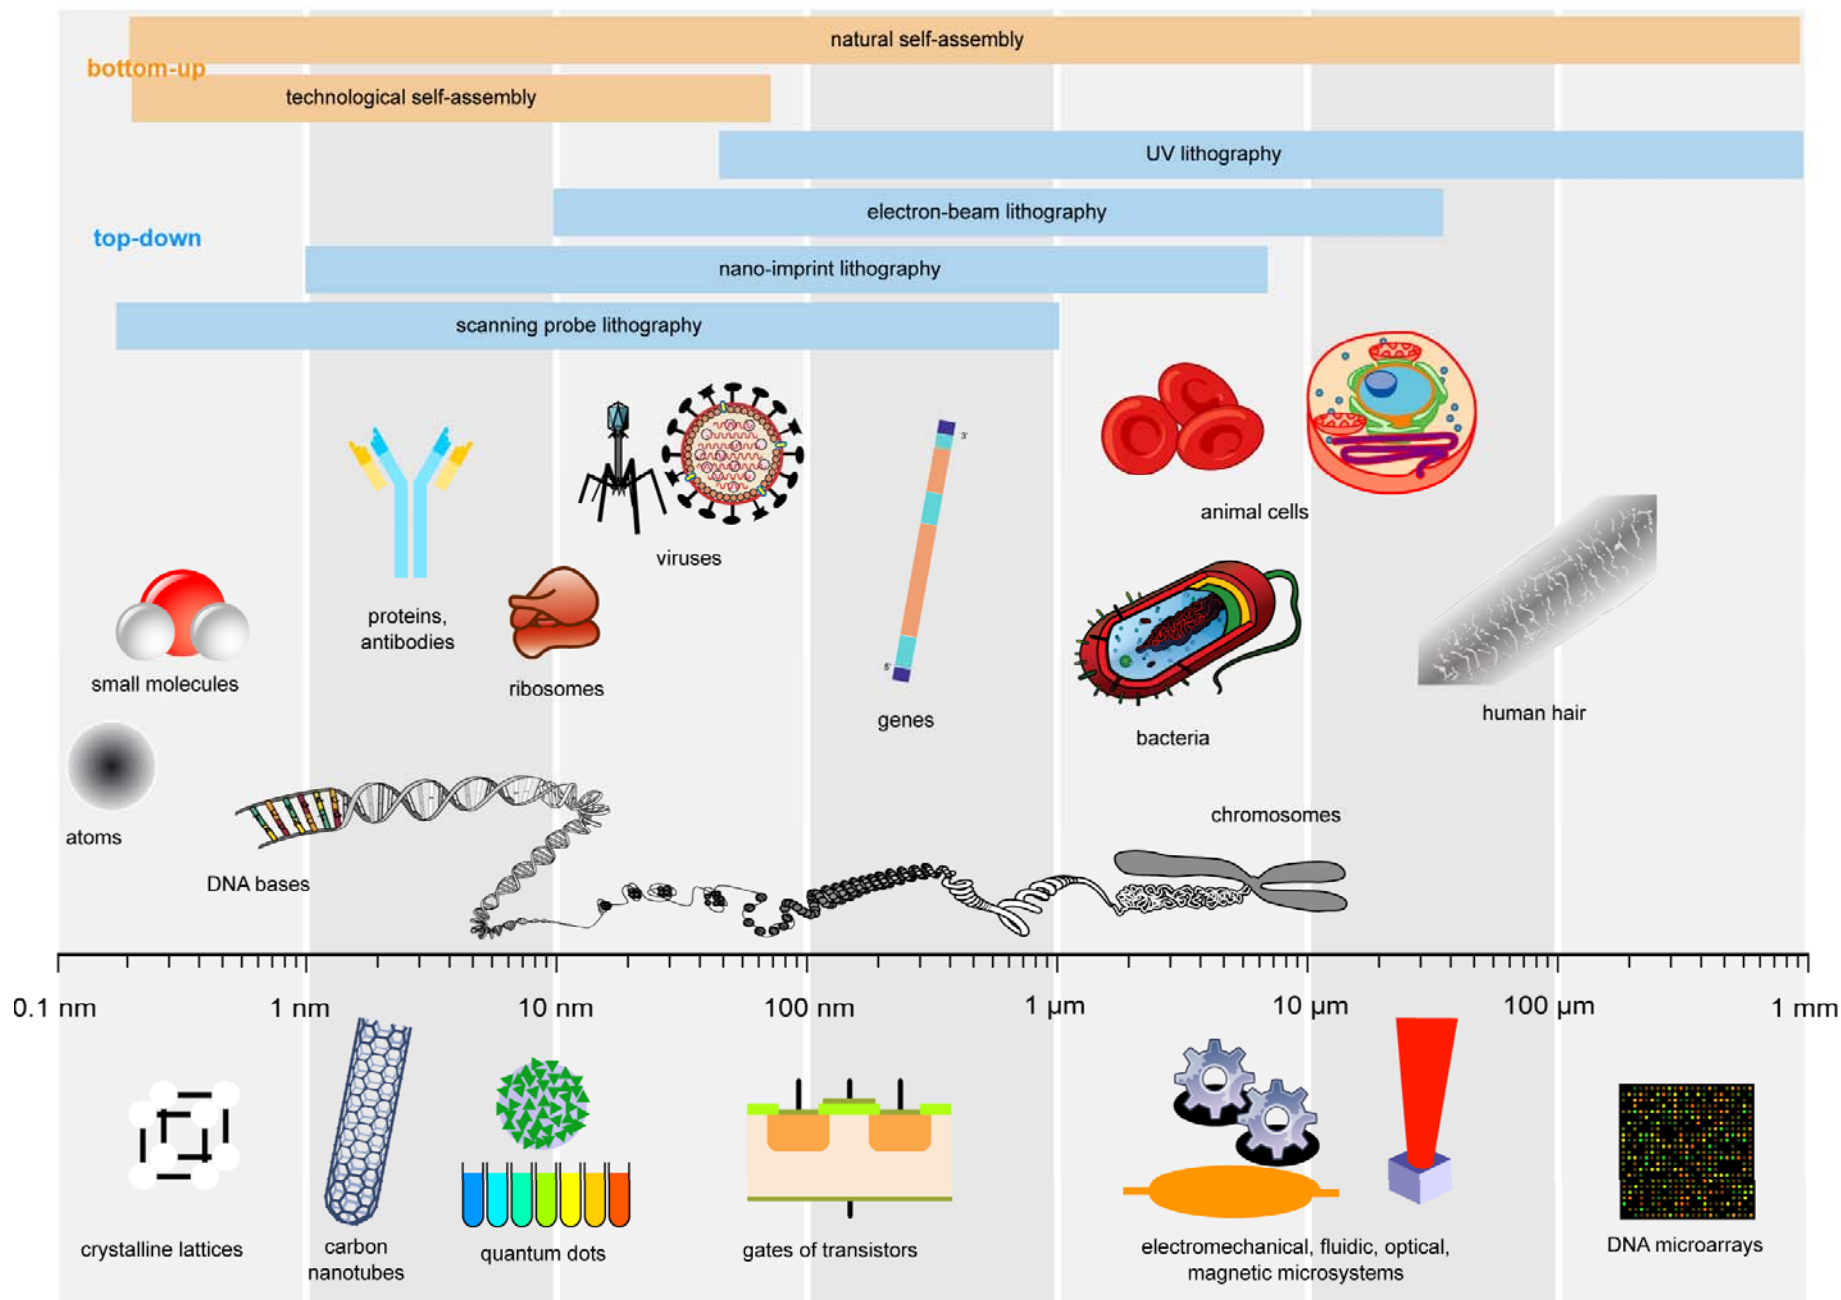 natural self-assembly
bottom-up
technological self-assembly
UV lithography
electron-beam lithography
top-down
nano-imprint lithography
scanning probe lithography
3'
animal cells
viruses
proteins,
antibodies
small molecules
ribosomes
5'
genes
human hair
bacteria
atoms
chromosomes
DNA bases
0.1 nm
1 nm
10 nm
100 nm
1 µm
10 µm
100 µm
1 mm
crystalline lattices
carbon
nanotubes
quantum dots
gates of transistors
electromechanical, fluidic, optical,
magnetic microsystems
DNA microarrays